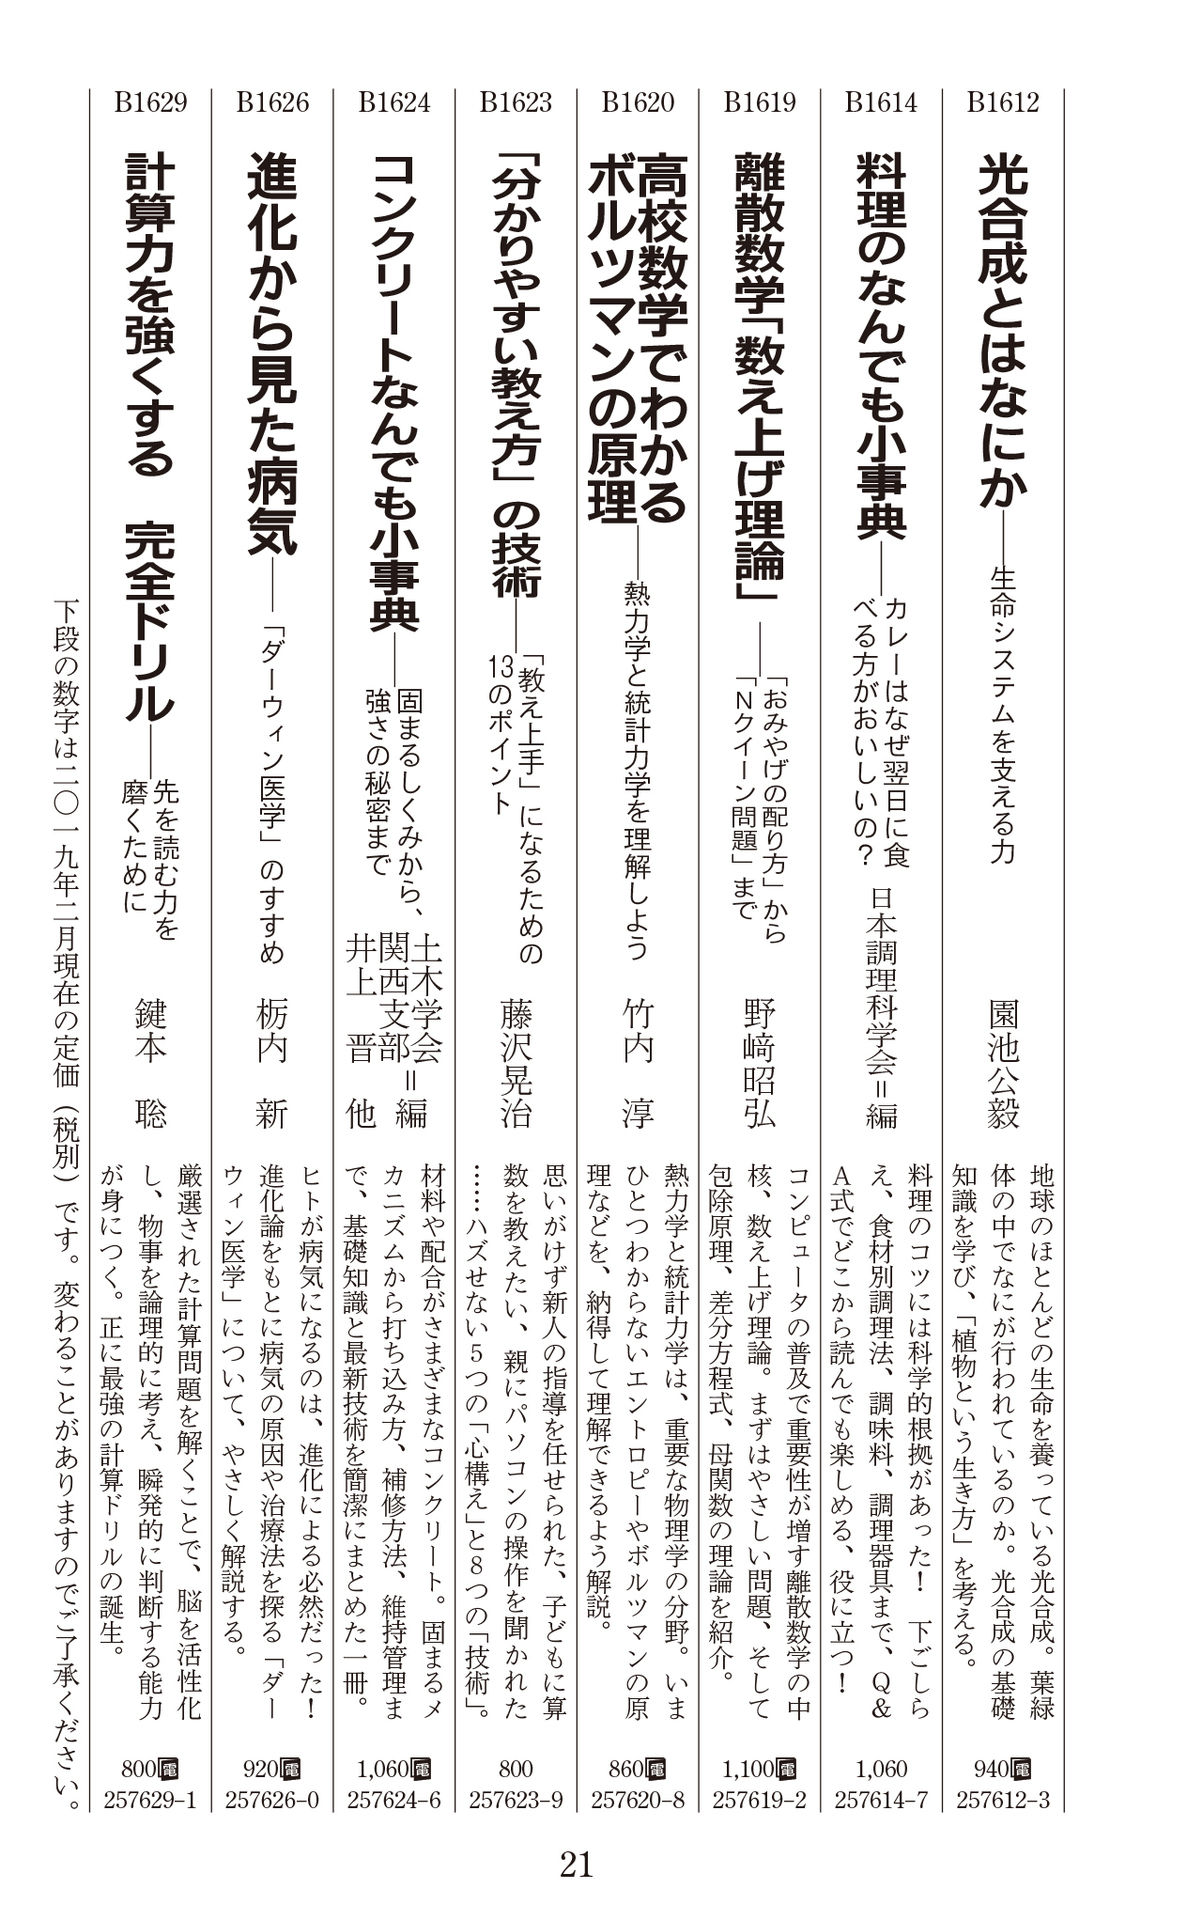 B1612
光合成とはなにか――生命システムを支える力
園池公毅
地球のほとんどの生命を養っている光合成。葉緑
体の中でなにが行われているのか。光合成の基礎
知識を学び、「植物という生き方」を考える。
940電
257612-3
B1614
料理のなんでも小事典――カレーはなぜ翌日に食
べる方がおいしいの?
日本調理科学会=編
料理のコツには科学的根拠があった! 下ごしら
え、食材別調理法、調味料、調理器具まで、Q&
A式でどこから読んでも楽しめる、役に立つ!
1,060
257614-7
B1619
離散数学「数え上げ理論」――「おみやげの配り方」から
「Nクイーン問題」まで
野﨑昭弘
コンピュータの普及で重要性が増す離散数学の中
核、数え上げ理論。まずはやさしい問題、そして
包除原理、差分方程式、母関数の理論を紹介。
1,100電
257619-2
B1620
高校数学でわかる
ボルツマンの原理――熱力学と統計力学を理解しよう
竹内 淳
熱力学と統計力学は、重要な物理学の分野。いま
ひとつわからないエントロピーやボルツマンの原
理などを、納得して理解できるよう解説。
860電
257620-8
B1623
「分かりやすい教え方」の技術――「教え上手」になるための
13のポイント
藤沢晃治
思いがけず新人の指導を任せられた、子どもに算
数を教えたい、親にパソコンの操作を聞かれた
……ハズせない5つの「心構え」と8つの「技術」。
800
257623-9
B1624
コンクリートなんでも小事典――固まるしくみから、
強さの秘密まで
土木学会
関西支部=編
井上 晋 他
材料や配合がさまざまなコンクリート。固まるメ
カニズムから打ち込み方、補修方法、維持管理ま
で、基礎知識と最新技術を簡潔にまとめた一冊。
1,060電
257624-6
B1626
進化から見た病気――「ダーウィン医学」のすすめ
栃内 新
ヒトが病気になるのは、進化による必然だった!
進化論をもとに病気の原因や治療法を探る「ダー
ウィン医学」について、やさしく解説する。
920電
257626-0
B1629
計算力を強くする 完全ドリル――先を読む力を
磨くために
鍵本 聡
厳選された計算問題を解くことで、脳を活性化
し、物事を論理的に考え、瞬発的に判断する能力
が身につく。正に最強の計算ドリルの誕生。
800電
257629-1
下段の数字は二〇一九年二月現在の定価(税別)です。変わることがありますのでご了承ください。
21